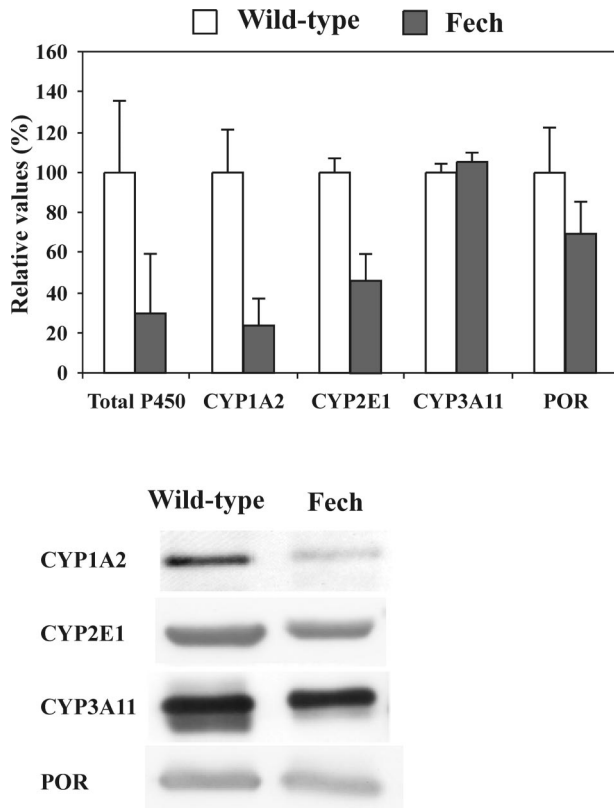 Wild-type Fech
Relative values (%)
160
140
120
100
80
60
40
20
0
Total P450 CYP1A2 CYP2E1 CYP3A11 POR
Wild-type Fech
CYP1A2
CYP2E1
CYP3A11
POR